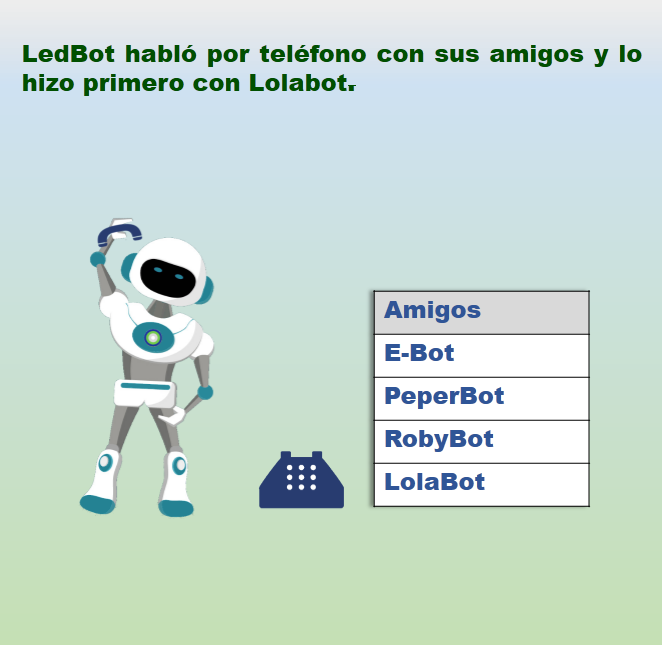 LedBot habló por teléfono con sus amigos y lo
hizo primero con Lolabot.
Amigos
E-Bot
PeperBot
RobyBot
LolaBot